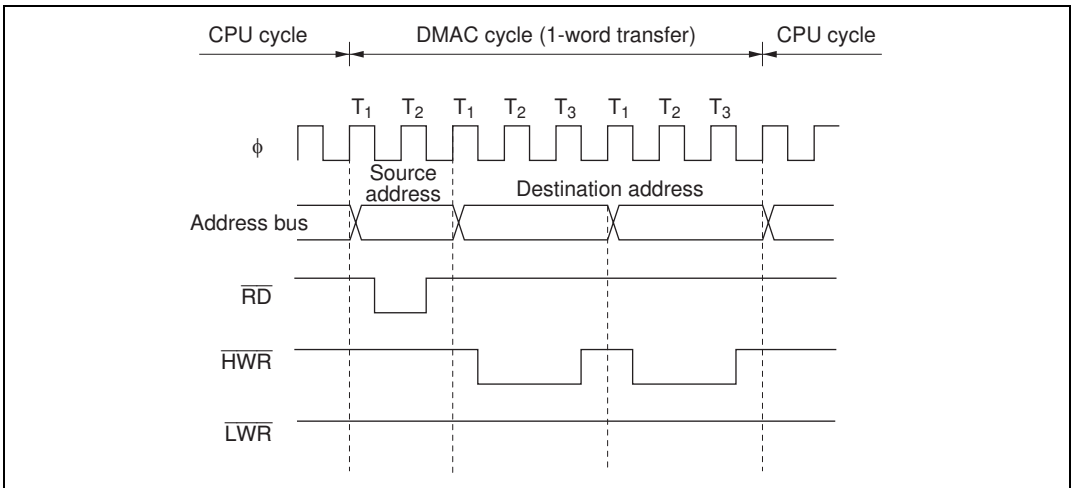 CPU cycle DMAC cycle (1-word transfer) CPU cycle
T1 T2 T1 T2 T3 T1 T2 T3
ϕ
Source
address
Destination address
Address bus
RD
HWR
LWR